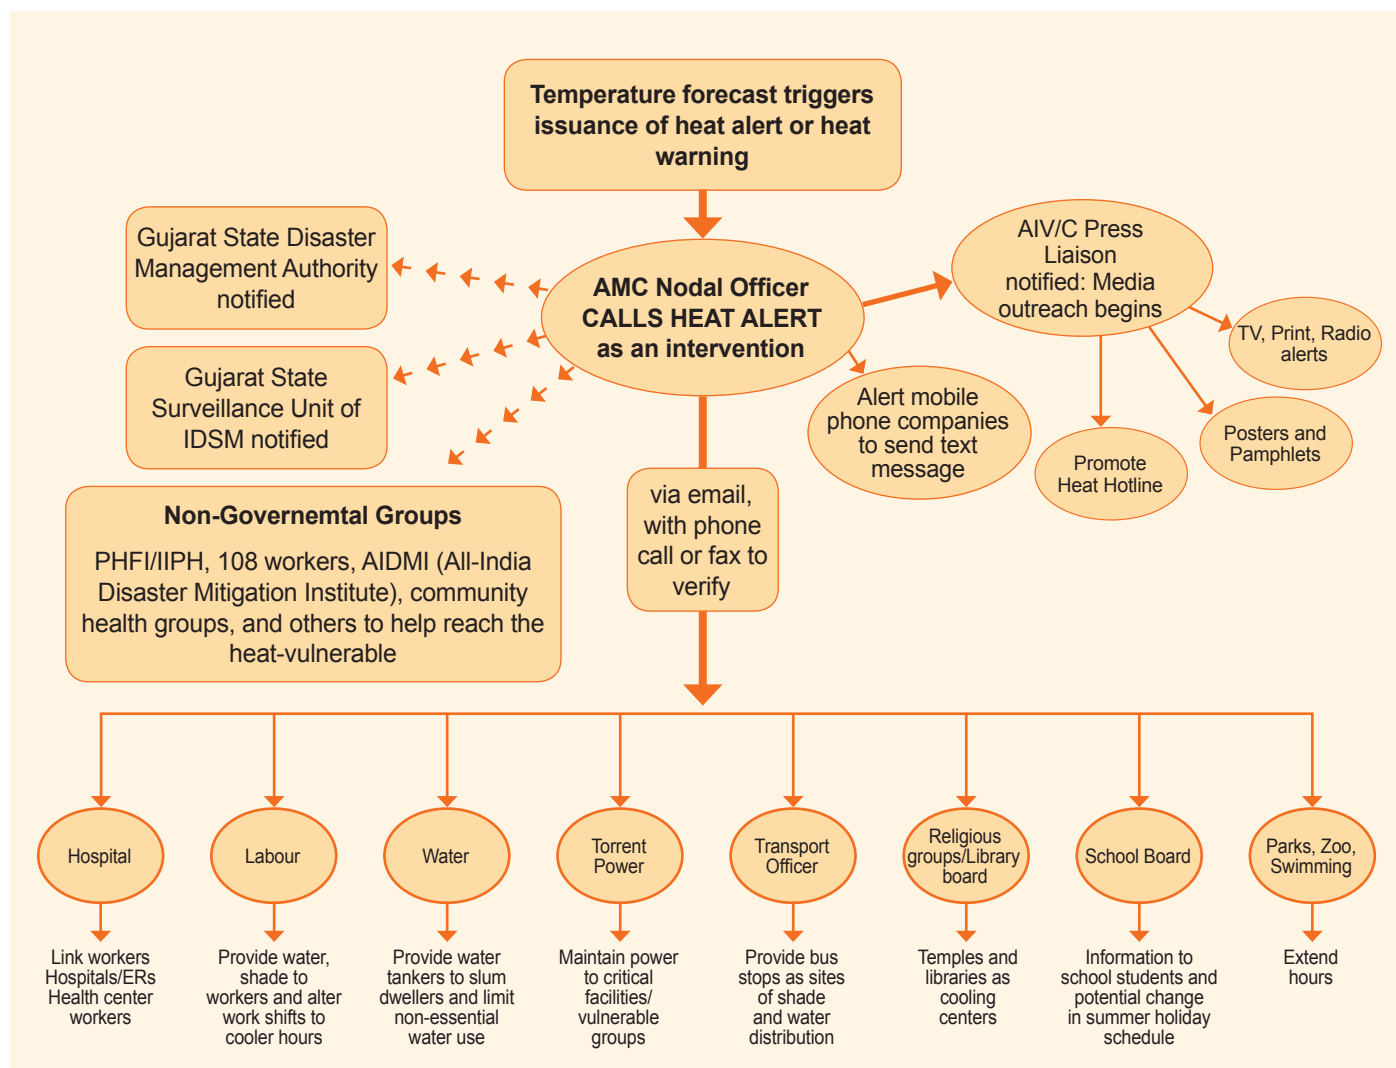 Temperature forecast triggers
issuance of heat alert or heat
warning
Gujarat State Disaster
Management Authority
notified
AMC Nodal Officer
CALLS HEAT ALERT
as an intervention
AIV/C Press
Liaison
notified: Media
outreach begins
TV, Print, Radio
alerts
Gujarat State
Surveillance Unit of
IDSM notified
Alert mobile
phone companies
to send text
message
Posters and
Pamphlets
Promote
Heat Hotline
via email,
with phone
call or fax to
verify
Non-Governemtal Groups
PHFI/IIPH, 108 workers, AIDMI (All-India
Disaster Mitigation Institute), community
health groups, and others to help reach the
heat-vulnerable
Hospital
Labour
Water
Torrent
Power
Transport
Officer
Religious
groups/Library
board
School Board
Parks, Zoo,
Swimming
Link workers
Hospitals/ERs
Health center
workers
Provide water,
shade to
workers and alter
work shifts to
cooler hours
Provide water
tankers to slum
dwellers and limit
non-essential
water use
Maintain power
to critical
facilities/
vulnerable
groups
Provide bus
stops as sites
of shade
and water
distribution
Temples and
libraries as
cooling
centers
Information to
school students and
potential change
in summer holiday
schedule
Extend
hours